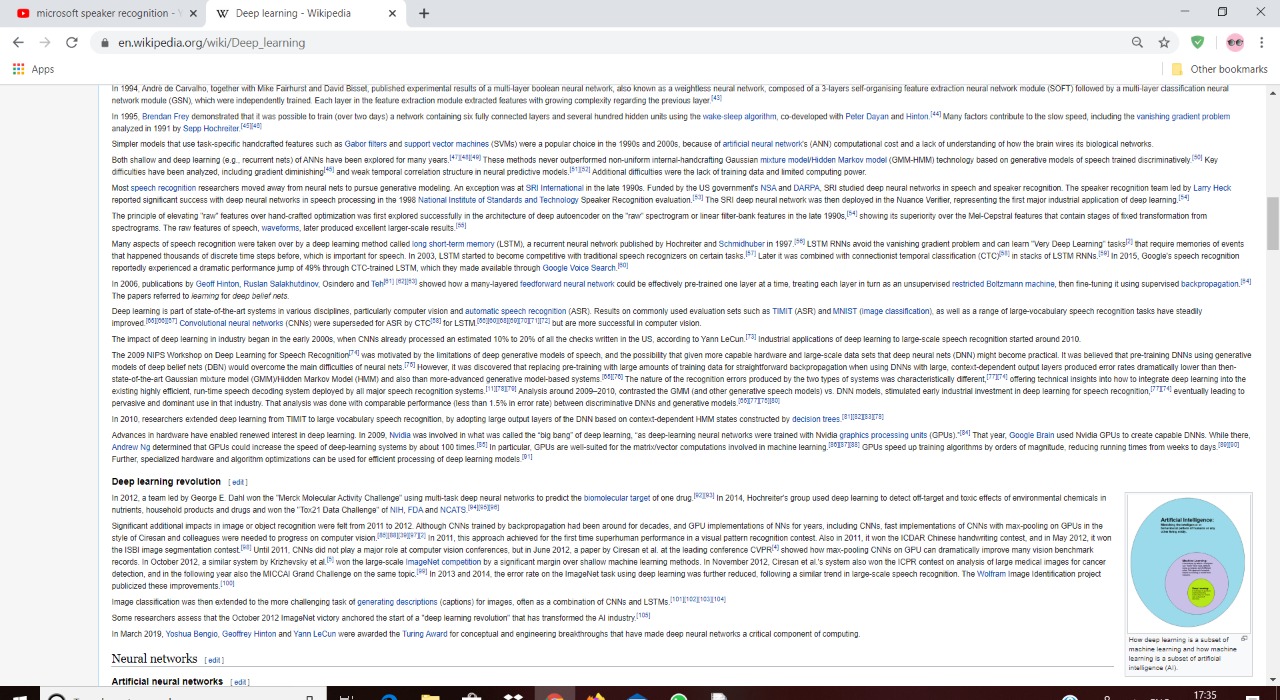 microsoft speaker recognition -
Deep learning - Wikipedia
en.wikipedia.org/wiki/Deep_learning
Apps
Other bookmarks
In 1994, André de Carvalho, together with Mike Fairhurst and David Bisset, published experimental results of a multi-layer boolean neural network, also known as a weightless neural network, composed of a 3-layers self-organising feature extraction neural network module (SOFT) followed by a multi-layer classification neural
network module (GSN), which were independently trained. Each layer in the feature extraction module extracted features with growing complexity regarding the previous layer.[43]
In 1995, Brendan Frey demonstrated that it was possible to train (over two days) a network containing six fully connected layers and several hundred hidden units using the wake-sleep algorithm, co-developed with Peter Dayan and Hinton.[44] Many factors contribute to the slow speed, including the vanishing gradient problem
analyzed in 1991 by Sepp Hochreiter.[45][46]
Simpler models that use task-specific handcrafted features such as Gabor filters and support vector machines (SVMs) were a popular choice in the 1990s and 2000s, because of artificial neural network's (ANN) computational cost and a lack of understanding of how the brain wires its biological networks.
Both shallow and deep learning (e.g., recurrent nets) of ANNs have been explored for many years.[47][48][49] These methods never outperformed non-uniform internal-handcrafting Gaussian mixture model/Hidden Markov model (GMM-HMM) technology based on generative models of speech trained discriminatively.[50] Key
difficulties have been analyzed, including gradient diminishing[45] and weak temporal correlation structure in neural predictive models.[51][52] Additional difficulties were the lack of training data and limited computing power.
Most speech recognition researchers moved away from neural nets to pursue generative modeling. An exception was at SRI International in the late 1990s. Funded by the US government's NSA and DARPA, SRI studied deep neural networks in speech and speaker recognition. The speaker recognition team led by Larry Heck
reported significant success with deep neural networks in speech processing in the 1998 National Institute of Standards and Technology Speaker Recognition evaluation.[53] The SRI deep neural network was then deployed in the Nuance Verifier, representing the first major industrial application of deep learning.[54]
The principle of elevating "raw" features over hand-crafted optimization was first explored successfully in the architecture of deep autoencoder on the "raw" spectrogram or linear filter-bank features in the late 1990s,[54] showing its superiority over the Mel-Cepstral features that contain stages of fixed transformation from
spectrograms. The raw features of speech, waveforms, later produced excellent larger-scale results.[55]
Many aspects of speech recognition were taken over by a deep learning method called long short-term memory (LSTM), a recurrent neural network published by Hochreiter and Schmidhuber in 1997.[56] LSTM RNNs avoid the vanishing gradient problem and can learn "Very Deep Learning" tasks[2] that require memories of events
that happened thousands of discrete time steps before, which is important for speech. In 2003, LSTM started to become competitive with traditional speech recognizers on certain tasks.[57] Later it was combined with connectionist temporal classification (CTC)[58] in stacks of LSTM RNNs.[59] In 2015, Google's speech recognition
reportedly experienced a dramatic performance jump of 49% through CTC-trained LSTM, which they made available through Google Voice Search.[60]
In 2006, publications by Geoff Hinton, Ruslan Salakhutdinov, Osindero and Teh[61] [62][63] showed how a many-layered feedforward neural network could be effectively pre-trained one layer at a time, treating each layer in turn as an unsupervised restricted Boltzmann machine, then fine-tuning it using supervised backpropagation.[64]
The papers referred to learning for deep belief nets.
Deep learning is part of state-of-the-art systems in various disciplines, particularly computer vision and automatic speech recognition (ASR). Results on commonly used evaluation sets such as TIMIT (ASR) and MNIST (image classification), as well as a range of large-vocabulary speech recognition tasks have steadily
improved.[65][66][67] Convolutional neural networks (CNNs) were superseded for ASR by CTC[58] for LSTM.[56][60][68][69][70][71][72] but are more successful in computer vision.
The impact of deep learning in industry began in the early 2000s, when CNNs already processed an estimated 10% to 20% of all the checks written in the US, according to Yann LeCun.[73] Industrial applications of deep learning to large-scale speech recognition started around 2010.
The 2009 NIPS Workshop on Deep Learning for Speech Recognition[74] was motivated by the limitations of deep generative models of speech, and the possibility that given more capable hardware and large-scale data sets that deep neural nets (DNN) might become practical. It was believed that pre-training DNNs using generative
models of deep belief nets (DBN) would overcome the main difficulties of neural nets.[75] However, it was discovered that replacing pre-training with large amounts of training data for straightforward backpropagation when using DNNs with large, context-dependent output layers produced error rates dramatically lower than then-
state-of-the-art Gaussian mixture model (GMM)/Hidden Markov Model (HMM) and also than more-advanced generative model-based systems.[65][76] The nature of the recognition errors produced by the two types of systems was characteristically different,[77][74] offering technical insights into how to integrate deep learning into the
existing highly efficient, run-time speech decoding system deployed by all major speech recognition systems.[11][78][79] Analysis around 2009–2010, contrasted the GMM (and other generative speech models) vs. DNN models, stimulated early industrial investment in deep learning for speech recognition,[77][74] eventually leading to
pervasive and dominant use in that industry. That analysis was done with comparable performance (less than 1.5% in error rate) between discriminative DNNs and generative models.[65][77][75][80]
In 2010, researchers extended deep learning from TIMIT to large vocabulary speech recognition, by adopting large output layers of the DNN based on context-dependent HMM states constructed by decision trees.[81][82][83][78]
Advances in hardware have enabled renewed interest in deep learning. In 2009, Nvidia was involved in what was called the “big bang” of deep learning, “as deep-learning neural networks were trained with Nvidia graphics processing units (GPUs).”[84] That year, Google Brain used Nvidia GPUs to create capable DNNs. While there,
Andrew Ng determined that GPUs could increase the speed of deep-learning systems by about 100 times.[85] In particular, GPUs are well-suited for the matrix/vector computations involved in machine learning.[86][87][88] GPUs speed up training algorithms by orders of magnitude, reducing running times from weeks to days.[89][90]
Further, specialized hardware and algorithm optimizations can be used for efficient processing of deep learning models.[91]
Deep learning revolution [edit]
In 2012, a team led by George E. Dahl won the "Merck Molecular Activity Challenge" using multi-task deep neural networks to predict the biomolecular target of one drug.[92][93] In 2014, Hochreiter's group used deep learning to detect off-target and toxic effects of environmental chemicals in
nutrients, household products and drugs and won the "Tox21 Data Challenge" of NIH, FDA and NCATS.[94][95][96]
Significant additional impacts in image or object recognition were felt from 2011 to 2012. Although CNNs trained by backpropagation had been around for decades, and GPU implementations of NNs for years, including CNNs, fast implementations of CNNs with max-pooling on GPUs in the
style of Ciresan and colleagues were needed to progress on computer vision.[86][88][39][97][2] In 2011, this approach achieved for the first time superhuman performance in a visual pattern recognition contest. Also in 2011, it won the ICDAR Chinese handwriting contest, and in May 2012, it won
the ISBI image segmentation contest.[98] Until 2011, CNNs did not play a major role at computer vision conferences, but in June 2012, a paper by Ciresan et al. at the leading conference CVPR[4] showed how max-pooling CNNs on GPU can dramatically improve many vision benchmark
records. In October 2012, a similar system by Krizhevsky et al.[5] won the large-scale ImageNet competition by a significant margin over shallow machine learning methods. In November 2012, Ciresan et al.'s system also won the ICPR contest on analysis of large medical images for cancer
detection, and in the following year also the MICCAI Grand Challenge on the same topic.[99] In 2013 and 2014, the error rate on the ImageNet task using deep learning was further reduced, following a similar trend in large-scale speech recognition. The Wolfram Image Identification project
publicized these improvements.[100]
Image classification was then extended to the more challenging task of generating descriptions (captions) for images, often as a combination of CNNs and LSTMs.[101][102][103][104]
Some researchers assess that the October 2012 ImageNet victory anchored the start of a "deep learning revolution" that has transformed the AI industry.[105]
In March 2019, Yoshua Bengio, Geoffrey Hinton and Yann LeCun were awarded the Turing Award for conceptual and engineering breakthroughs that have made deep neural networks a critical component of computing.
Artificial Intelligence:
Machine Learning
How deep learning is a subset of
machine learning and how machine
learning is a subset of artificial
intelligence (AI).
Neural networks [edit]
Artificial neural networks [edit]
17:35